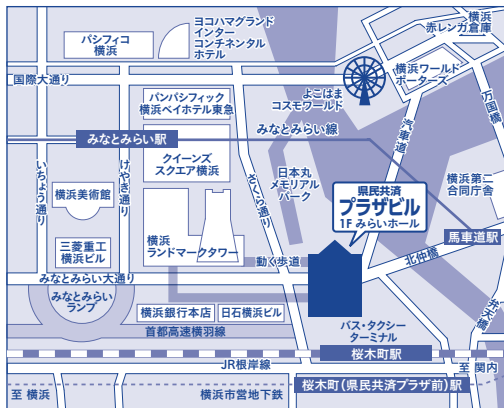 ヨコハマグランド
インター
コンチネンタル
ホテル
パシフィコ
横浜
横浜
赤レンガ倉庫
国際大通り
横浜ワールド
ポーターズ
よこはま
コスモワールド
パンパシフィック
横浜ベイホテル東急
万国橋
汽車道
みなとみらい線
みなとみらい駅
クイーンズ
スクエア横浜
いちょう通り
けやき通り
さくら通り
日本丸
メモリアル
パーク
横浜美術館
県民共済
プラザビル
1F みらいホール
横浜第二
合同庁舎
馬車道駅
三菱重工
横浜ビル
横浜
ランドマークタワー
動く歩道
北仲橋
みなとみらい大通り
みなとみらい
ランプ
弁天橋
横浜銀行本店
日石横浜ビル
首都高速横羽線
バス・タクシー
ターミナル
桜木町駅
JR根岸線
至 関内
至 横浜
横浜市営地下鉄
桜木町(県民共済プラザ前)駅